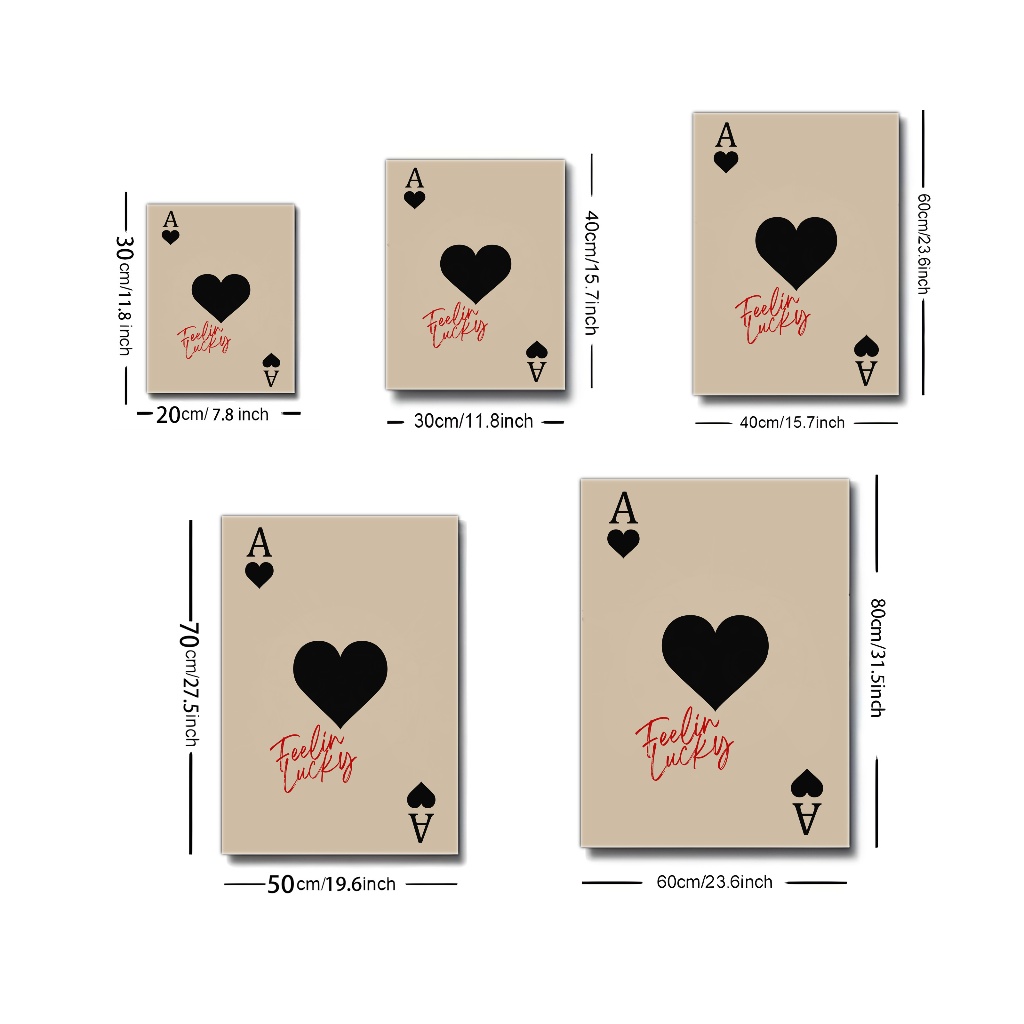 A
Feelin
Lucky
A
30cm/11.8 inch
20cm/ 7.8 inch
A
Feelin
Lucky
A
40cm/15.7inch
30cm/11.8inch
A
Feelin
Lucky
A
60cm/23.6inch
40cm/15.7inch
A
Feelin
Lucky
A
70cm/27.5inch
50cm/19.6inch
A
Feelin
Lucky
A
80cm/31.5inch
60cm/23.6inch